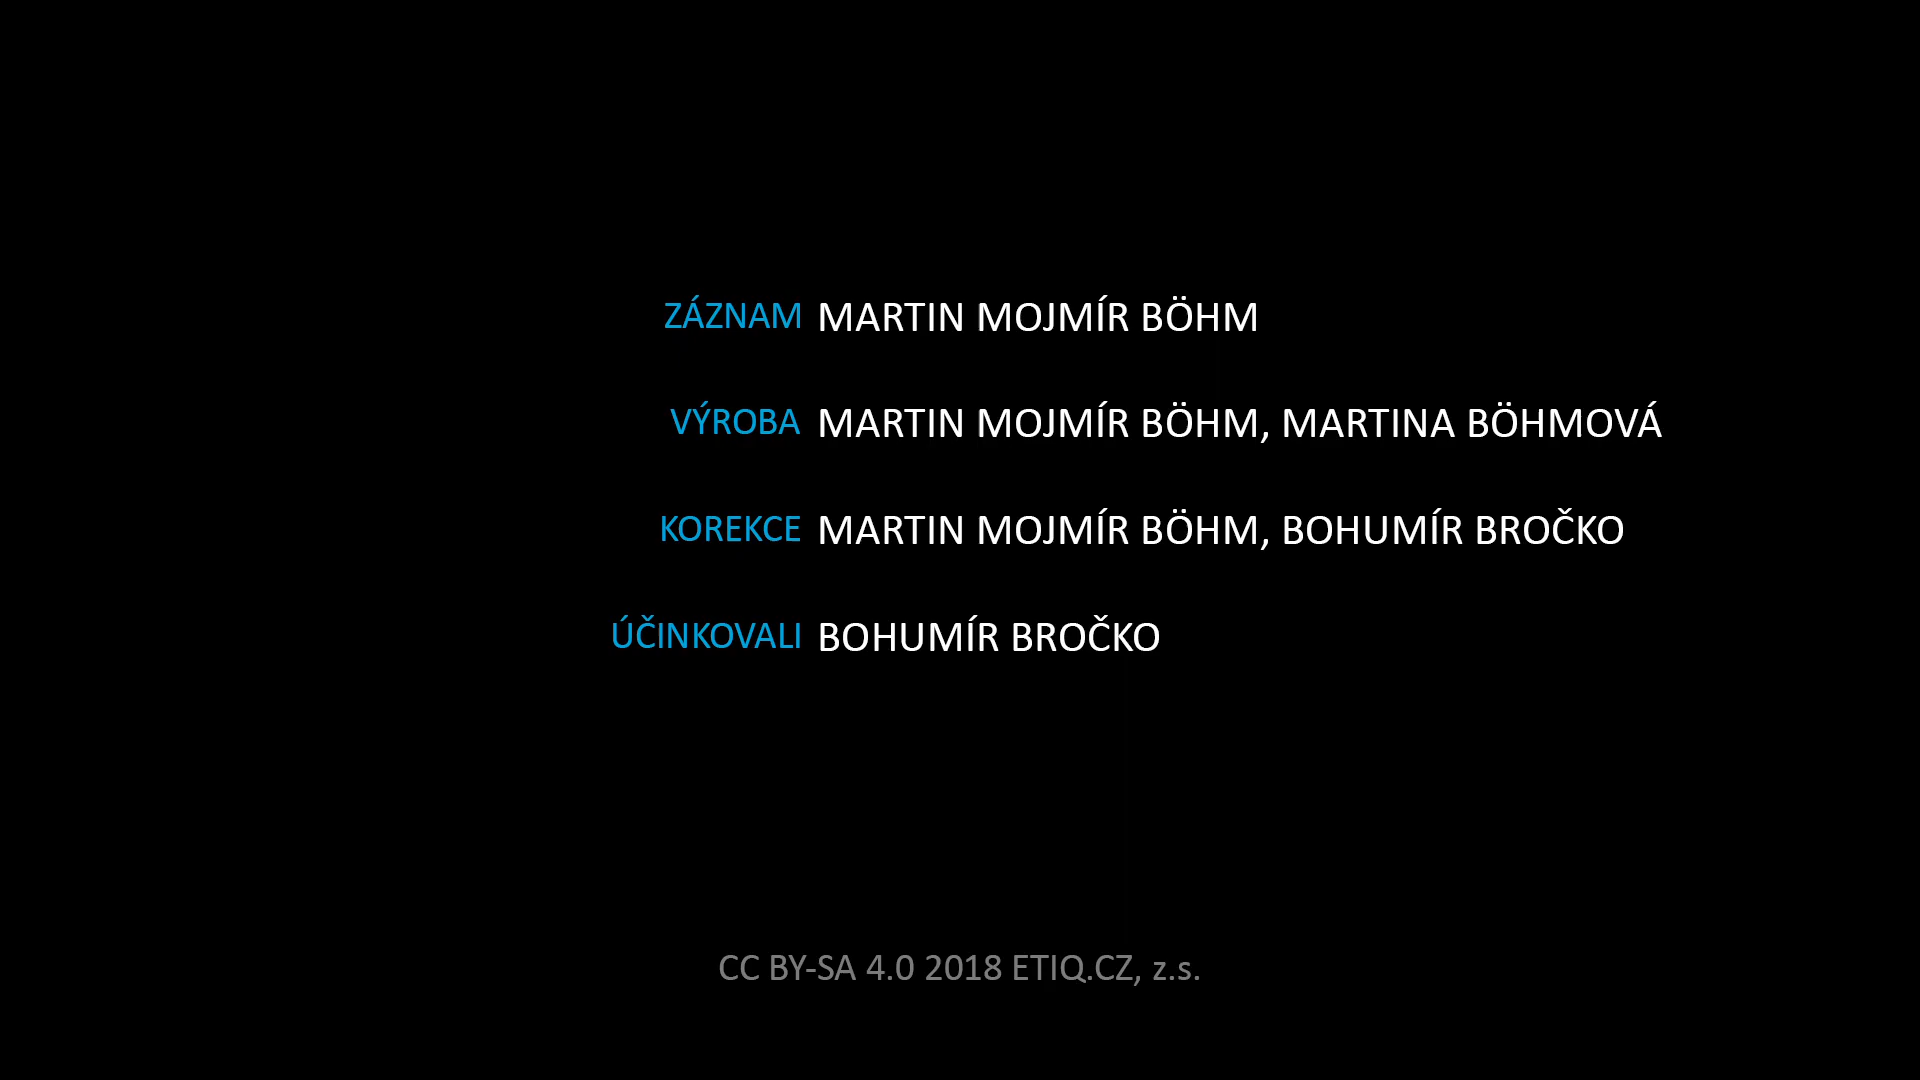 ZÁZNAM MARTIN MOJMÍR BÖHM
VÝROBA MARTIN MOJMÍR BÖHM, MARTINA BÖHMOVÁ
KOREKCE MARTIN MOJMÍR BÖHM, BOHUMÍR BROČKO
ÚČINKOVALI BOHUMÍR BROČKO
CC BY-SA 4.0 2018 ETIQ.CZ, z.s.